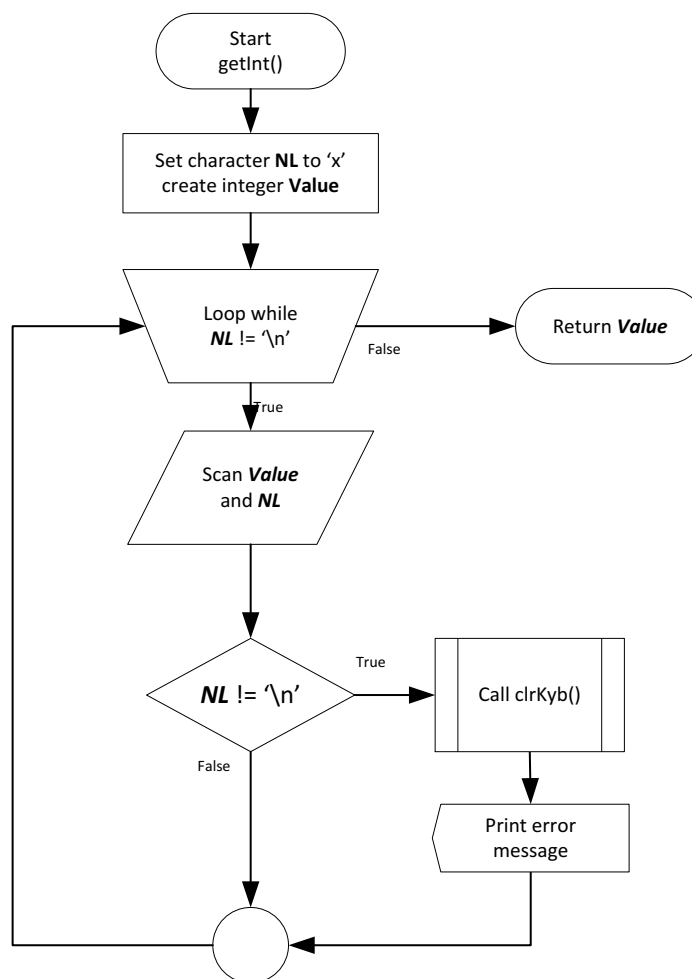 Start
getInt()
Set character NL to ‘x’
create integer Value
Loop while
NL != ‘\n’
False
Return Value
True
Scan Value
and NL
NL != ‘\n’
True
Call clrKyb()
False
Print error
message